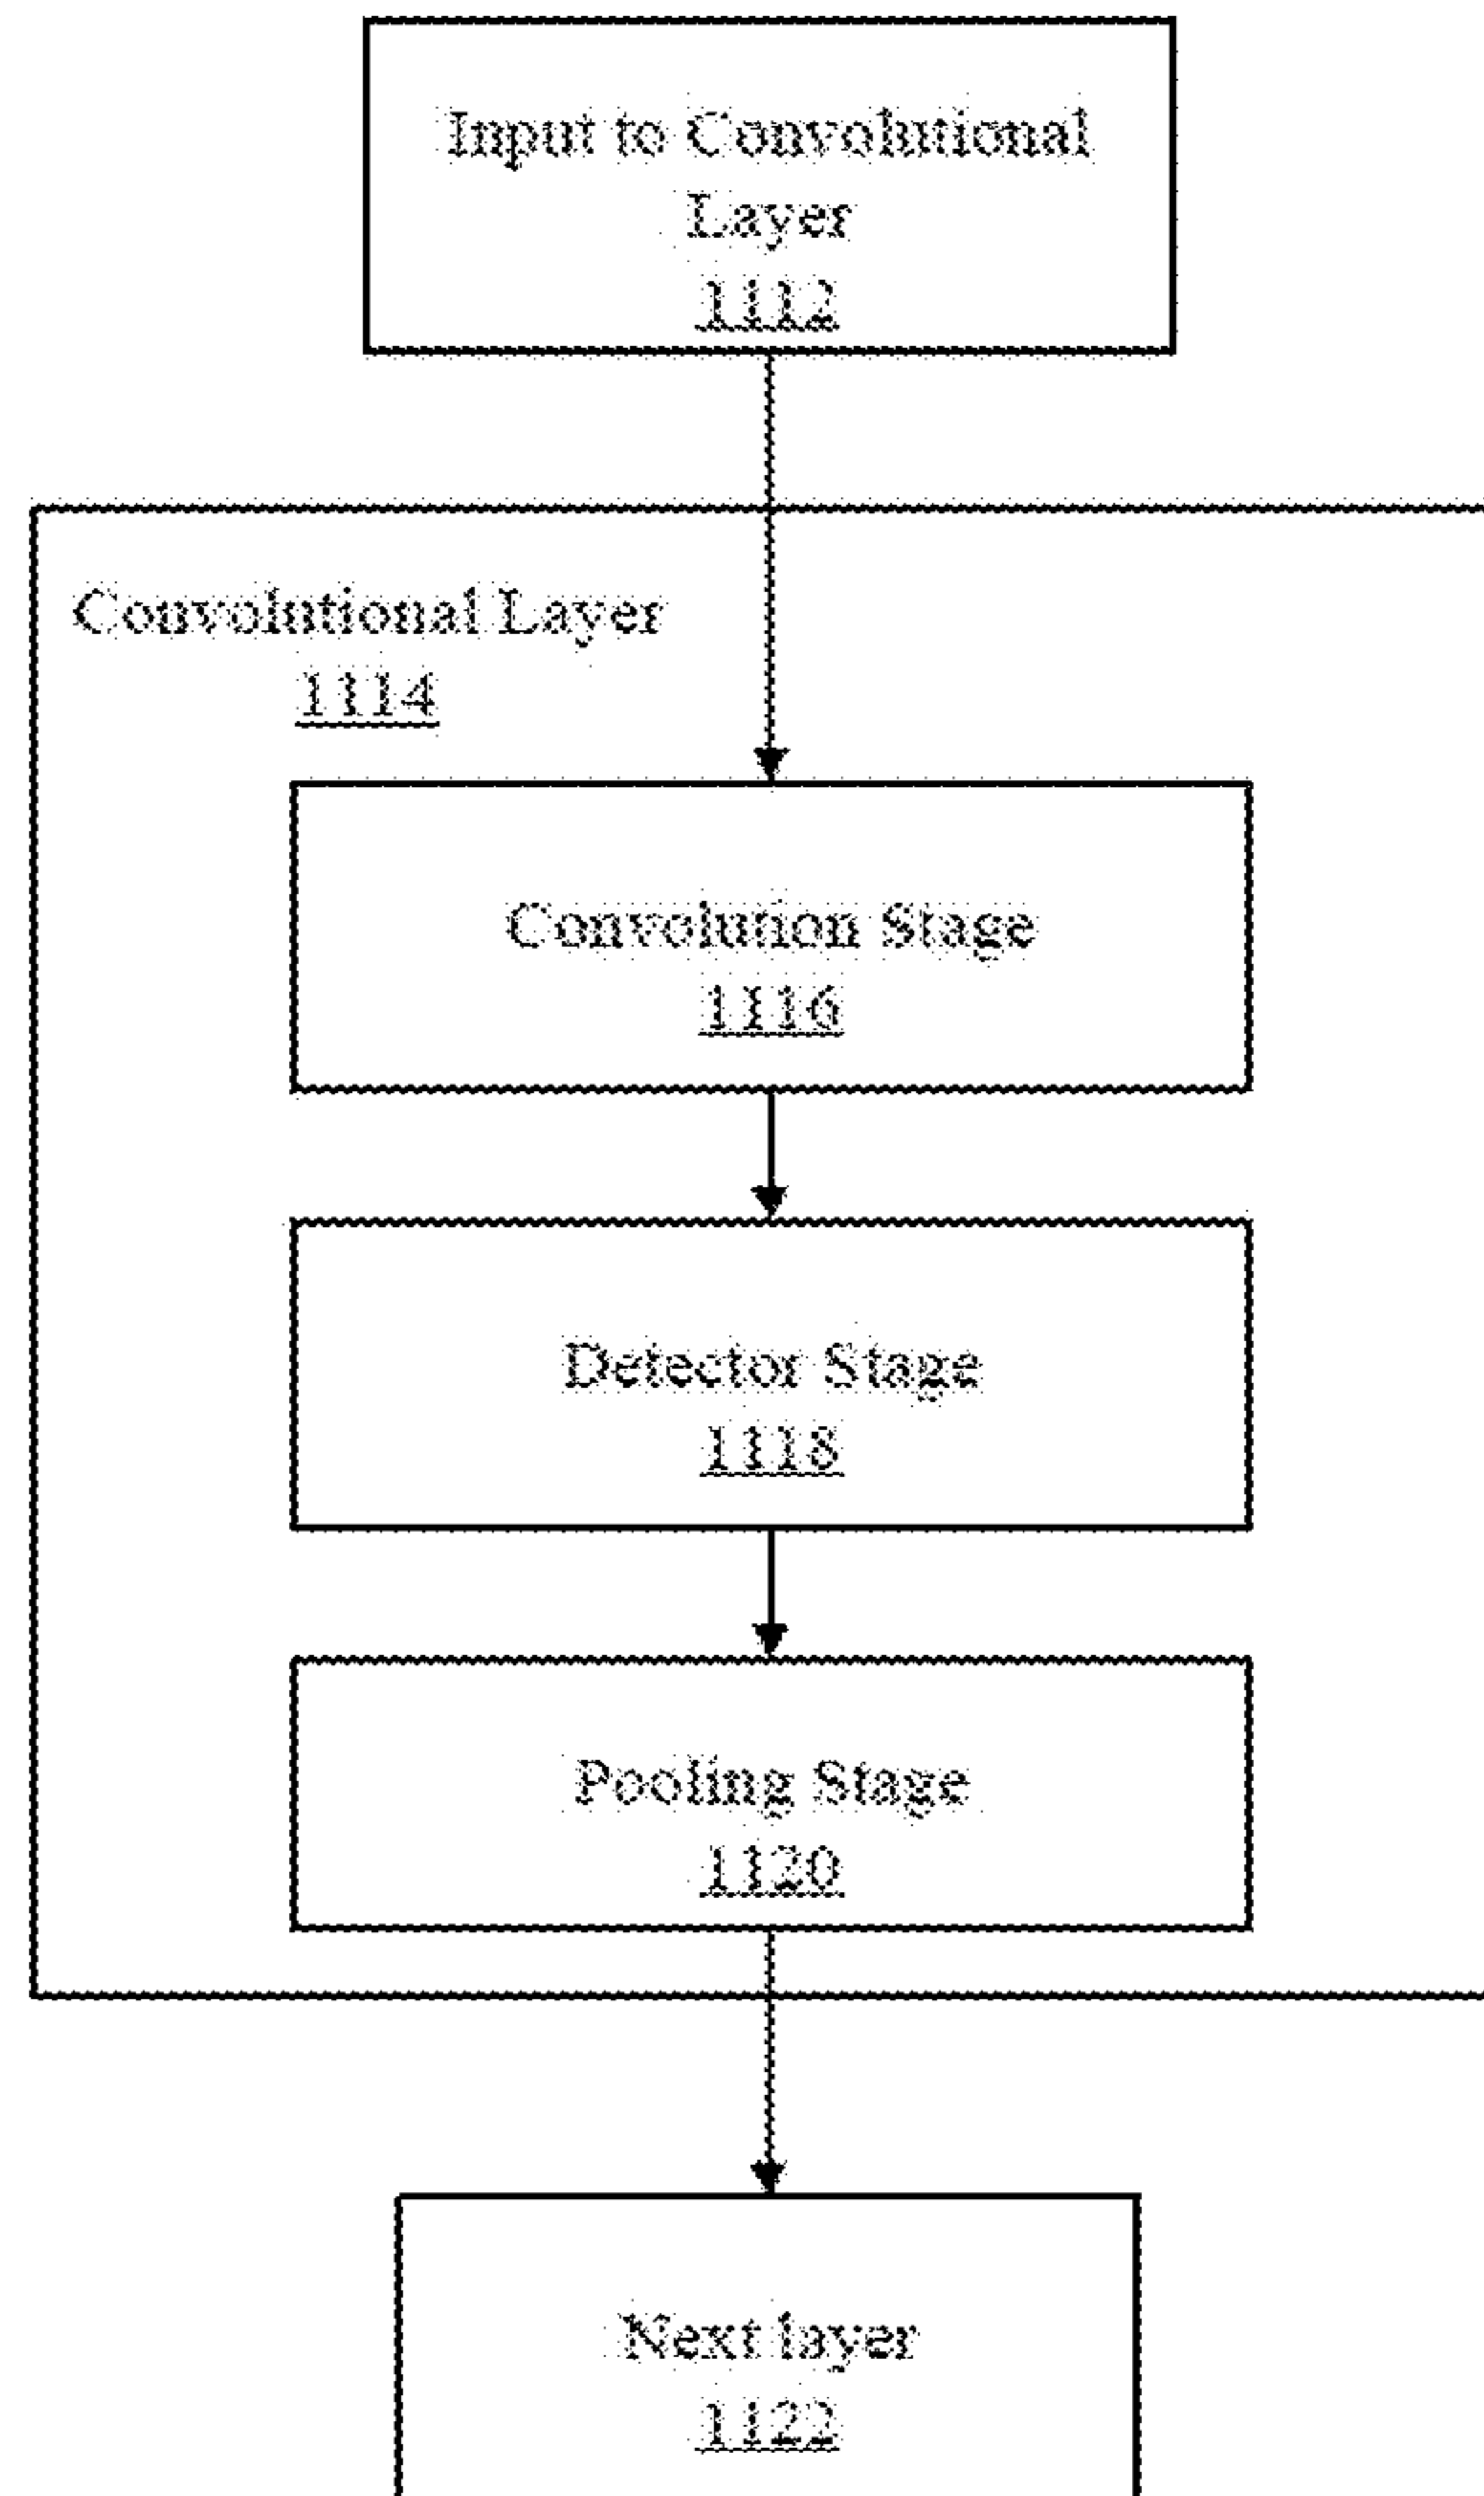 Input to Convolutional
Layer
1112
Convolutional Layer
1114
Convolution Stage
1116
Detector Stage
1118
Pooling Stage
1120
Next layer
1122